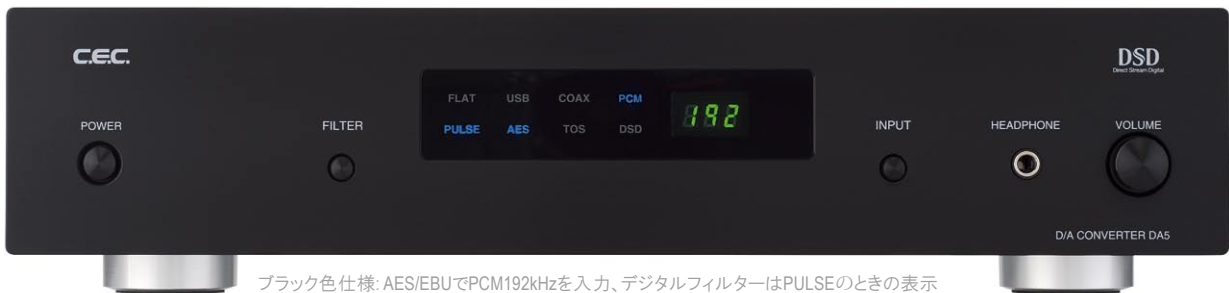 C.E.C.
DSD
Direct Stream Digital
FLAT USB COAX PCM
192
PULSE AES TOS DSD
POWER FILTER INPUT HEADPHONE VOLUME
D/A CONVERTER DA5
ブラック色仕様: AES/EBUでPCM192kHzを入力、デジタルフィルターはPULSEのときの表示